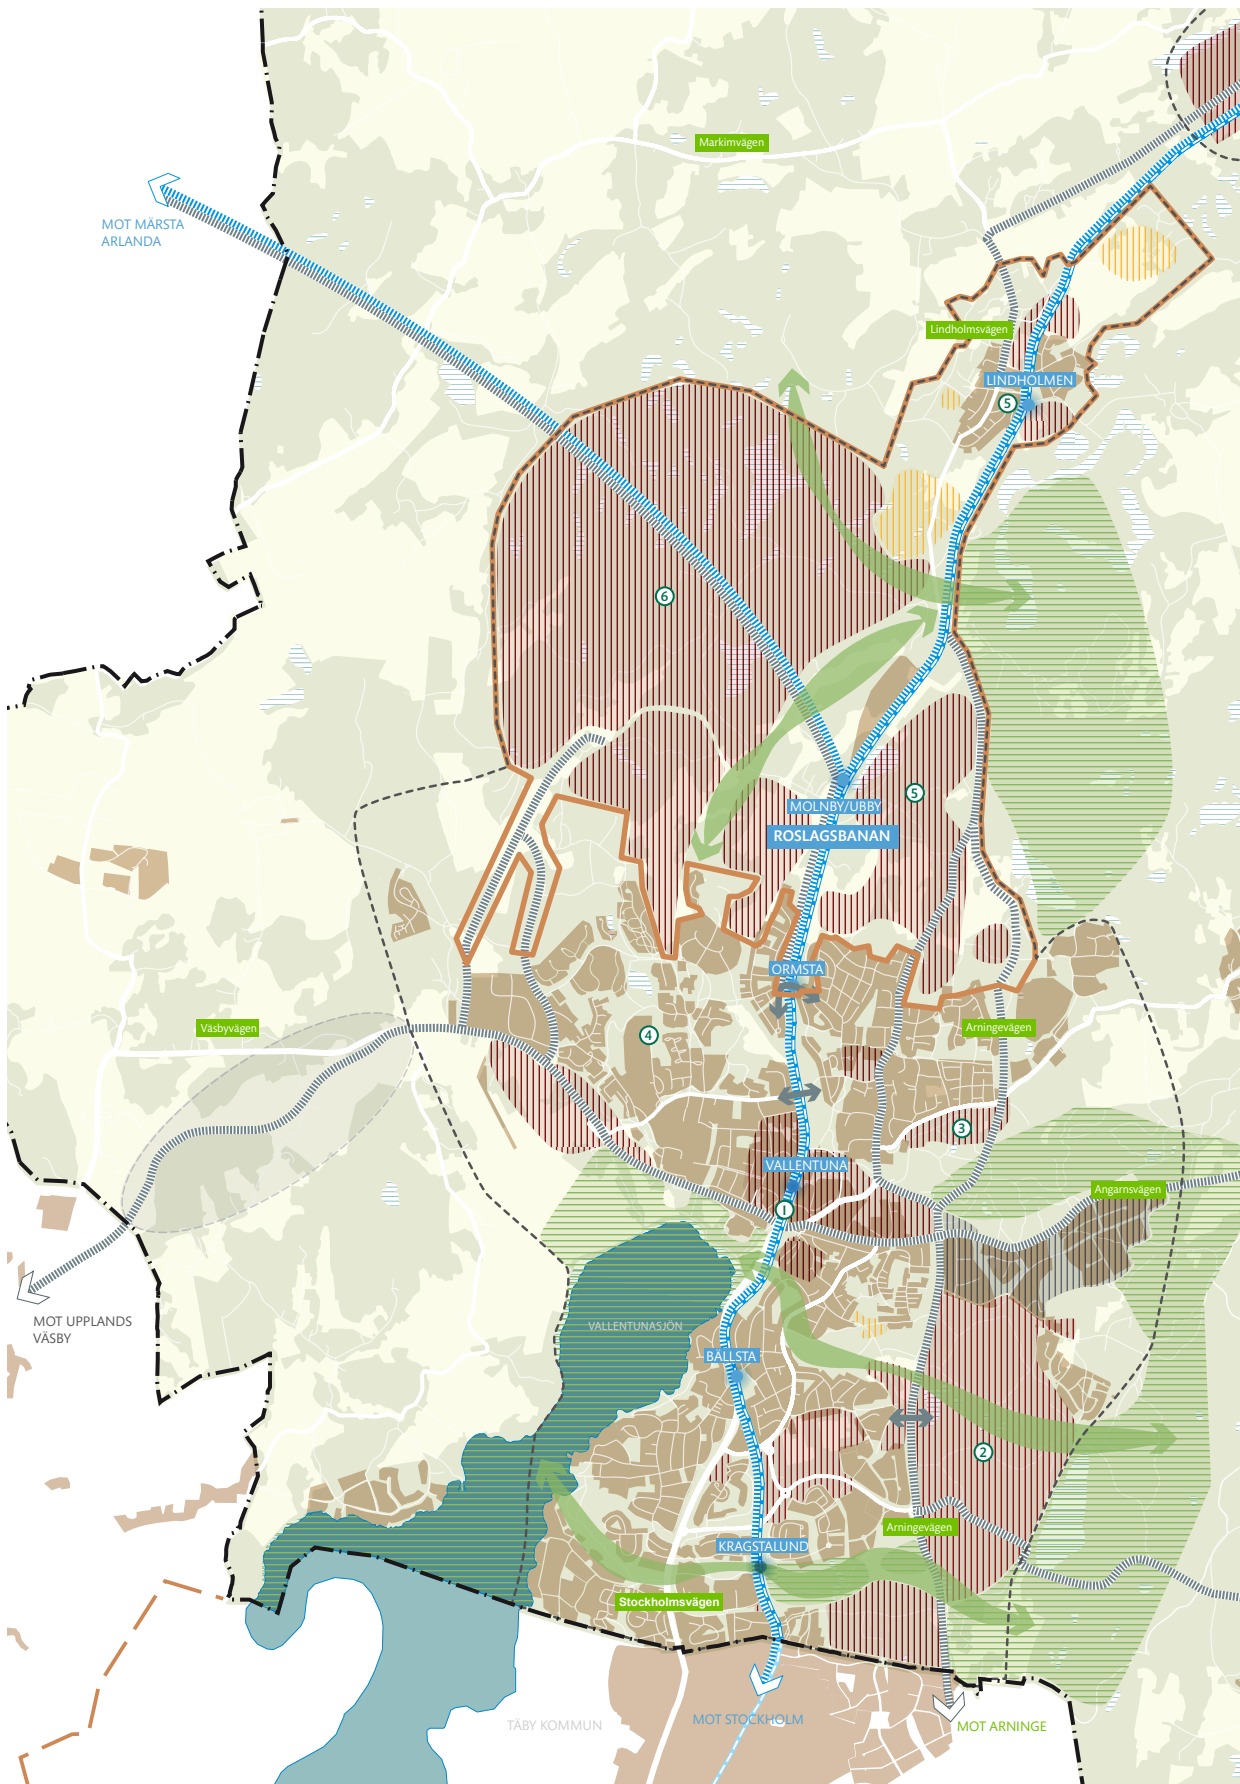 Markimvägen
MOT MÄRSTA
ARLANDA
Lindholmsvägen
LINDHOLMEN
5
6
5
MOLNBY/UBBY
ROSLAGSBANAN
ORMSTA
Väsbyvägen
4
Arningevägen
3
VALLENTUNA
Angarnsvägen
1
MOT UPPLANDS
VÄSBY
VALLENTUNASJÖN
BÄLLSTA
2
Arningevägen
KRAGSTALUND
Stockholmsvägen
TÄBY KOMMUN
MOT STOCKHOLM
MOT ARNINGE